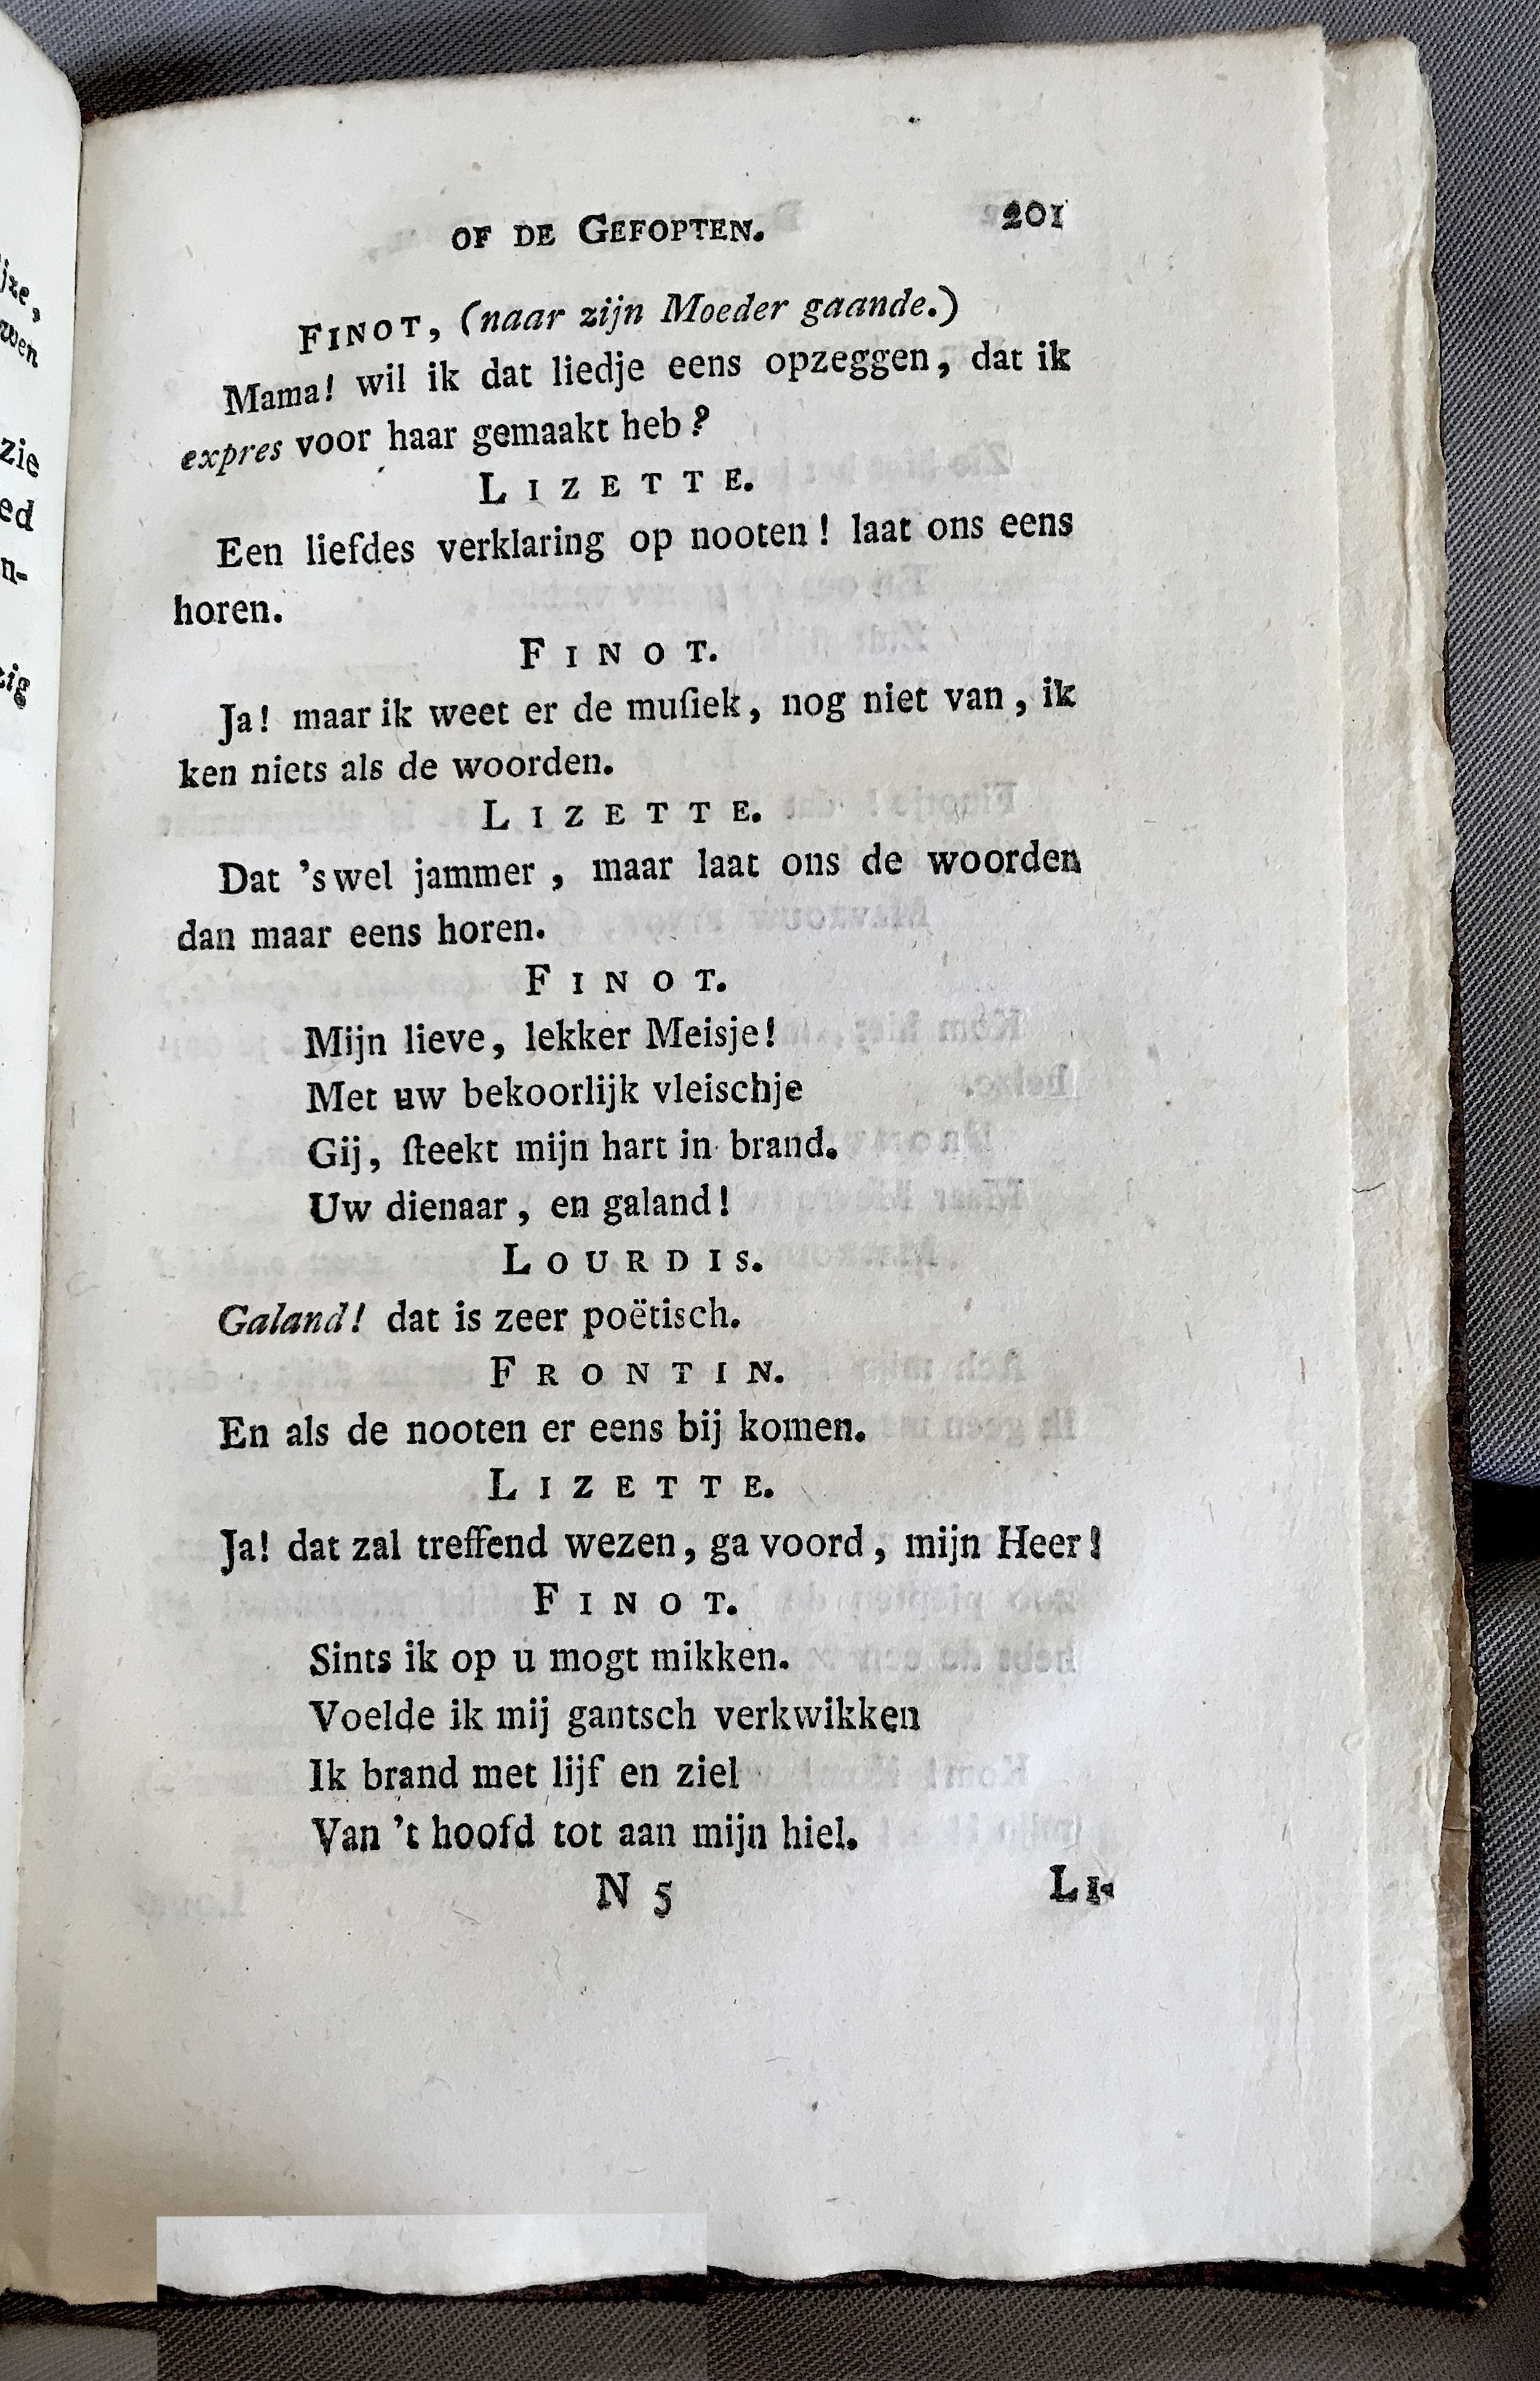 OF DE GEFOPTEN. 201
FINOT, (naar zijn Moeder gaande.)
Mama! wil ik dat liedje eens opzeggen, dat ik
expres voor haar gemaakt heb?
LIZETTE.
Een liefdes verklaring op nooten! laat ons eens
horen.
FINOT.
Ja! maar ik weet er de muſiek, nog niet van, ik
ken niets als de woorden.
LIZETTE.
Dat 's wel jammer, maar laat ons de woorden
dan maar eens horen.
FINOT.
Mijn lieve, lekker Meisje!
Met uw bekoorlijk vleischje
Gij, ſteekt mijn hart in brand.
Uw dienaar, en galand!
LOURDIS.
Galand! dat is zeer poëtisch.
FRONTIN.
En als de nooten er eens bij komen.
LIZETTE.
Ja! dat zal treffend wezen, ga voord, mijn Heer!
FINOT.
Sints ik op u mogt mikken.
Voelde ik mij gantsch verkwikken
Ik brand met lijf en ziel
Van 't hoofd tot aan mijn hiel.
N 5 LI-